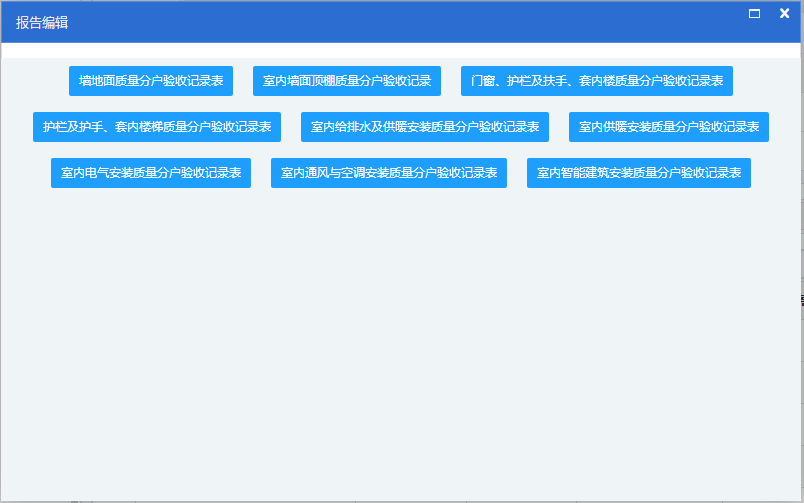 报告编辑
墙地面质量分户验收记录表
室内墙面顶棚质量分户验收记录
门窗、护栏及扶手、套内楼质量分户验收记录表
护栏及护手、套内楼梯质量分户验收记录表
室内给排水及供暖安装质量分户验收记录表
室内供暖安装质量分户验收记录表
室内电气安装质量分户验收记录表
室内通风与空调安装质量分户验收记录表
室内智能建筑安装质量分户验收记录表